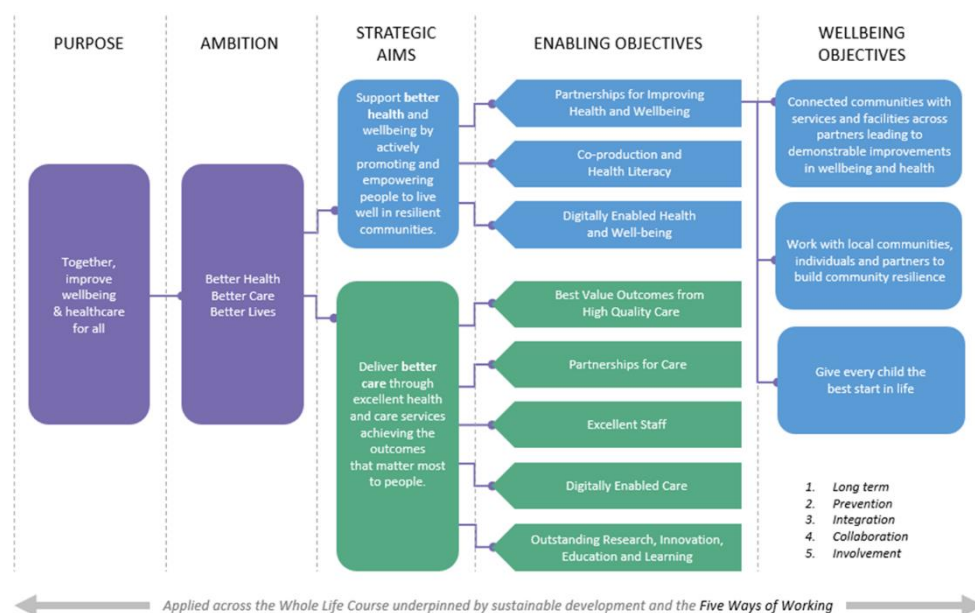 PURPOSE
AMBITION
STRATEGIC
AIMS
ENABLING OBJECTIVES
WELLBEING
OBJECTIVES
Together,
improve
wellbeing
& healthcare
for all
Better Health
Better Care
Better Lives
Support better
health and
wellbeing by
actively
promoting and
empowering
people to live
well in resilient
communities.
Deliver better
care through
excellent health
and care services
achieving the
outcomes
that matter most
to people.
Partnerships for Improving
Health and Wellbeing
Co-production and
Health Literacy
Digitally Enabled Health
and Well-being
Best Value Outcomes from
High Quality Care
Partnerships for Care
Excellent Staff
Digitally Enabled Care
Outstanding Research, Innovation,
Education and Learning
Connected communities with
services and facilities across
partners leading to
demonstrable improvements
in wellbeing and health
Work with local communities,
individuals and partners to
build community resilience
Give every child the
best start in life
1. Long term
2. Prevention
3. Integration
4. Collaboration
5. Involvement
Applied across the Whole Life Course underpinned by sustainable development and the Five Ways of Working